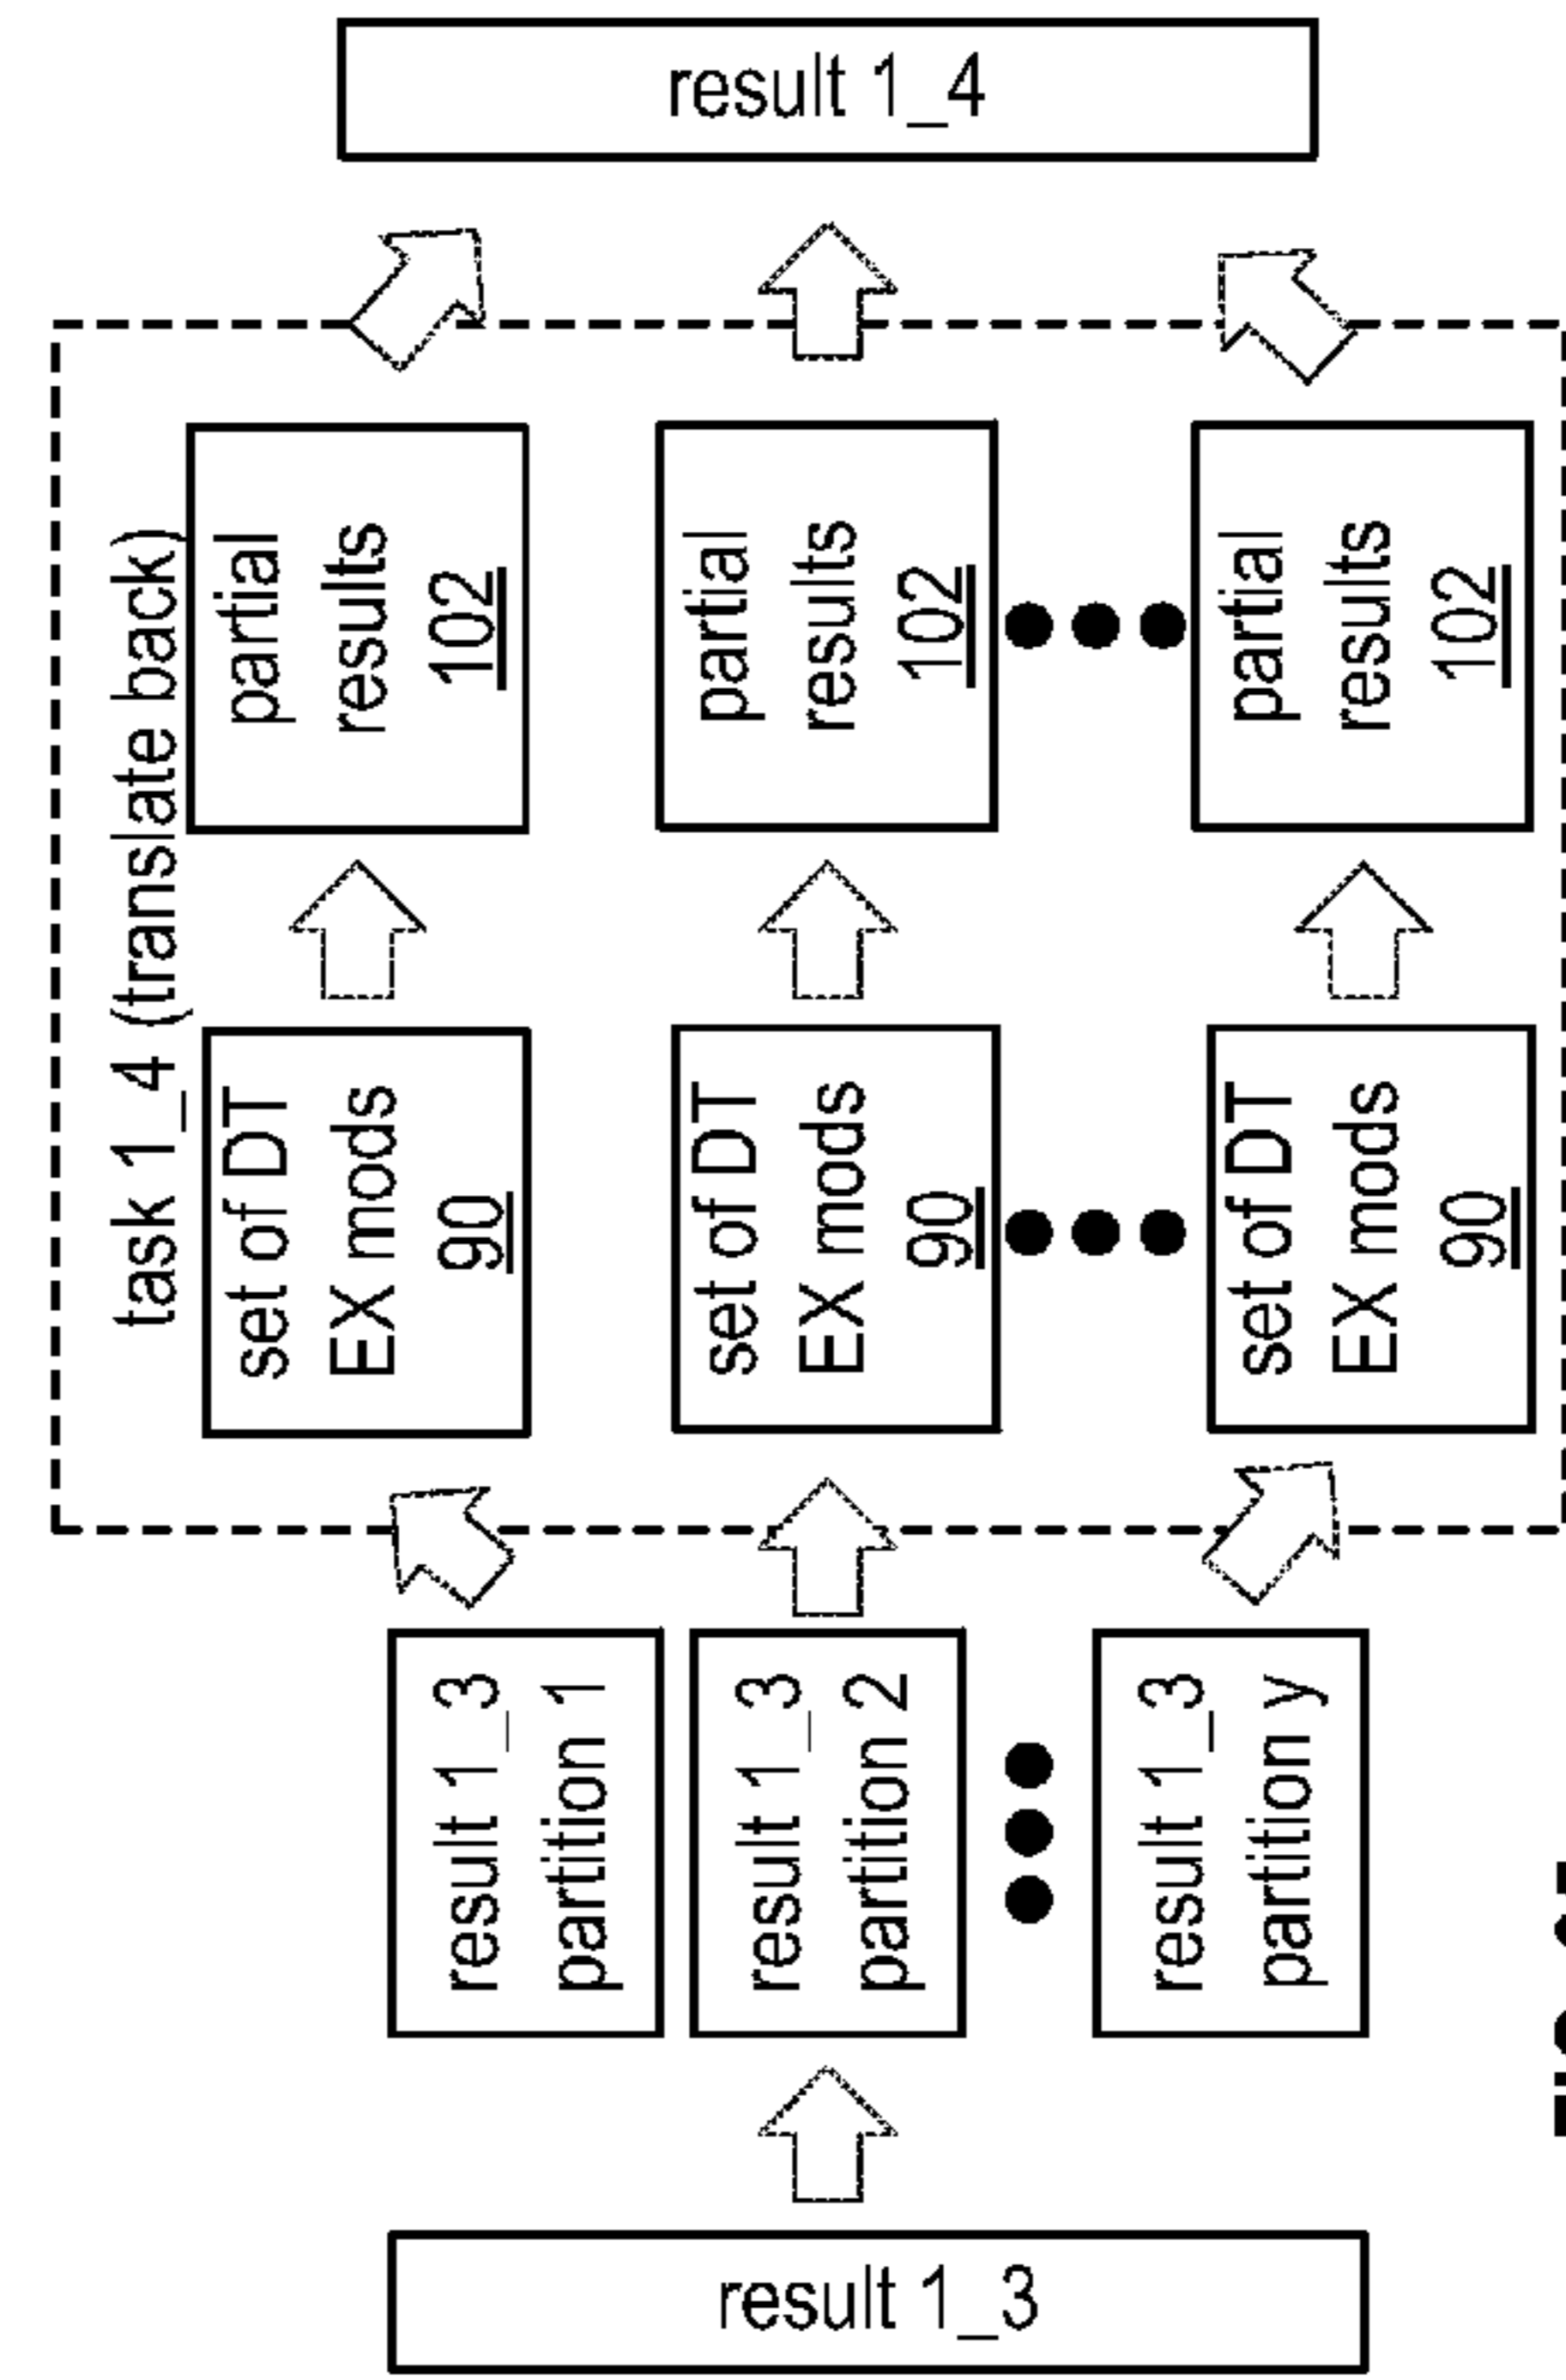 result 1_3
result 1_3
partition 1
result 1_3
partition 2
result 1_3
partition y
task 1_4 (translate back)
set of DT
EX mods
90
set of DT
EX mods
90
set of DT
EX mods
90
partial
results
102
partial
results
102
partial
results
102
result 1_4